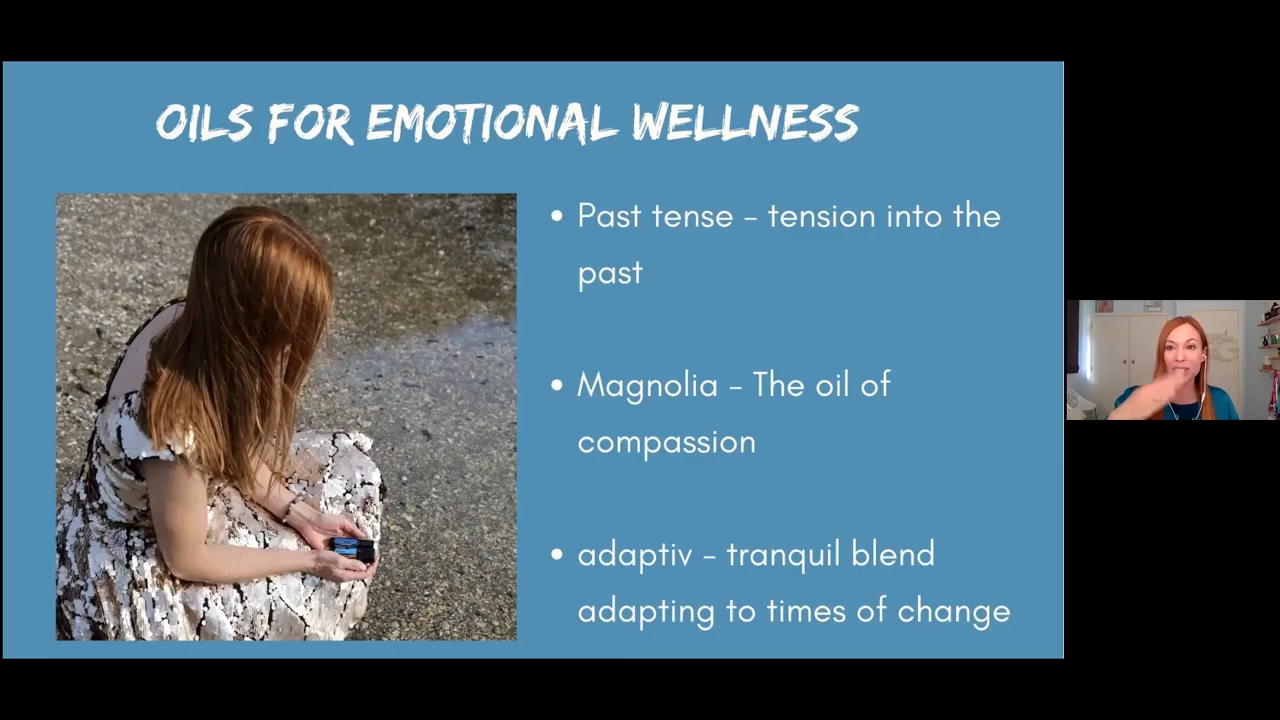 OILS FOR EMOTIONAL WELLNESS
• Past tense - tension into the
past
• Magnolia - The oil of
compassion
• adaptiv - tranquil blend
adapting to times of change